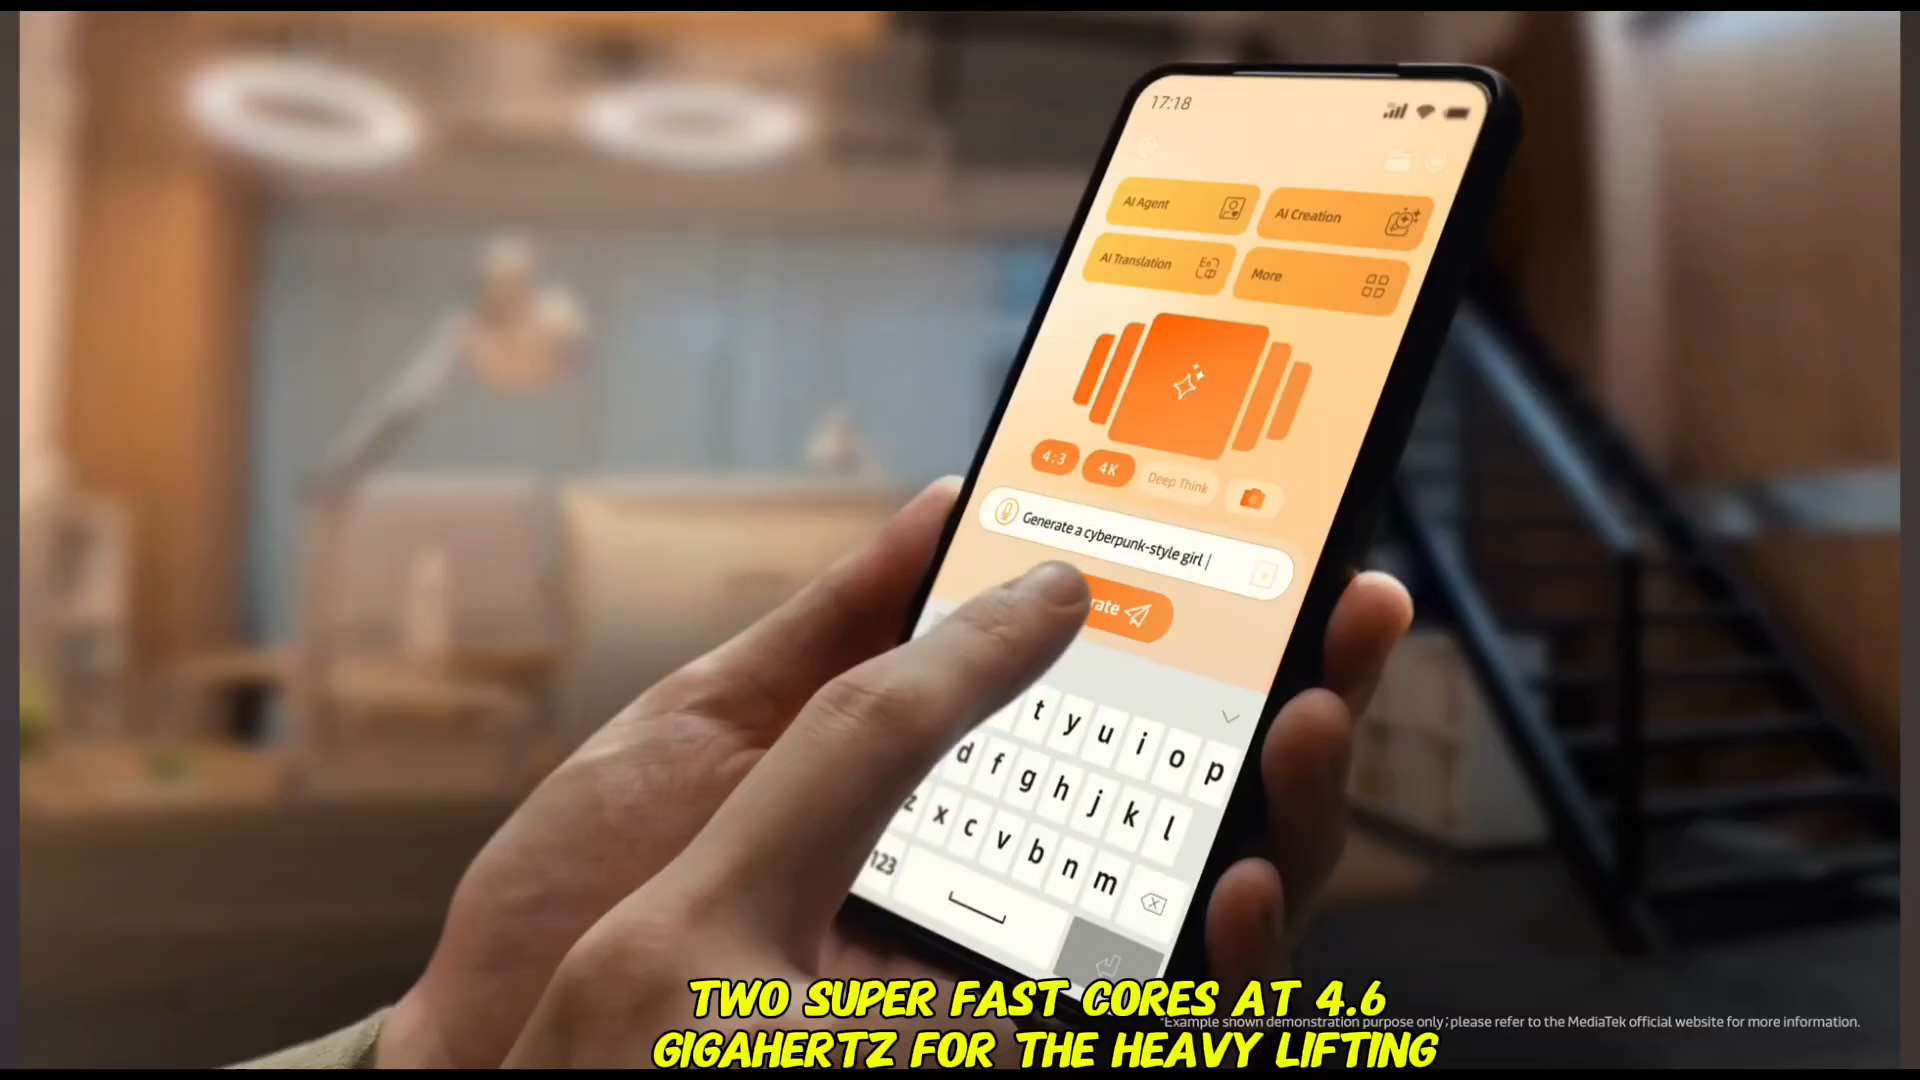 17:18
AI Agent
AI Creation
AI Translation
More
4:3
4K
Deep Think
Generate a cyberpunk-style girl
rate
t y u i o p
d f g h j k l
z x c v b n m
123
TWO SUPER FAST CORES AT 4.6
*Example shown demonstration purpose only; please refer to the MediaTek official website for more information.
GIGAHERTZ FOR THE HEAVY LIFTING